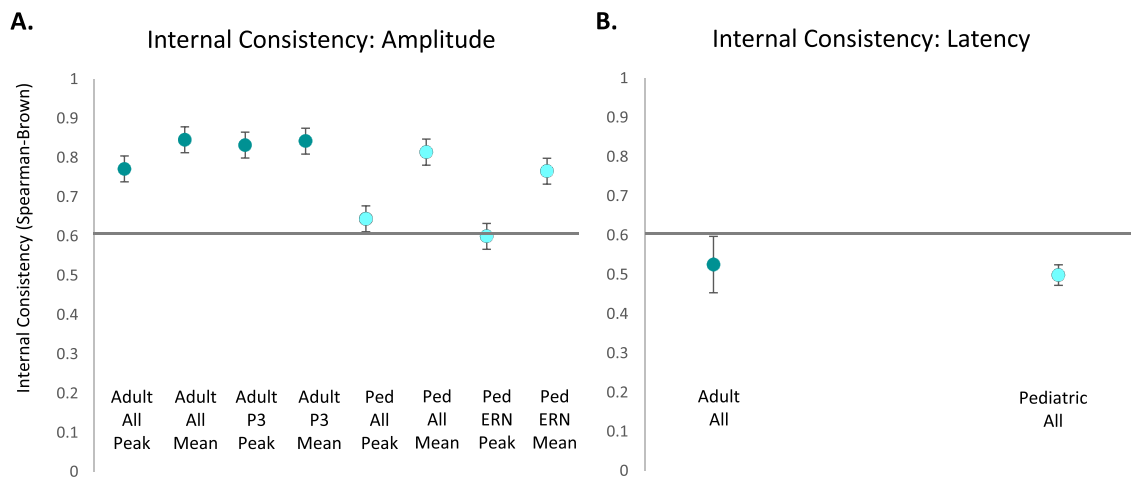 A.
Internal Consistency: Amplitude
Internal Consistency (Spearman-Brown)
1
0.9
0.8
0.7
0.6
0.5
0.4
0.3
0.2
0.1
0
Adult All Peak
Adult All Mean
Adult P3 Peak
Adult P3 Mean
Ped All Peak
Ped All Mean
Ped ERN Peak
Ped ERN Mean
B.
Internal Consistency: Latency
1
0.9
0.8
0.7
0.6
0.5
0.4
0.3
0.2
0.1
0
Adult All
Pediatric All